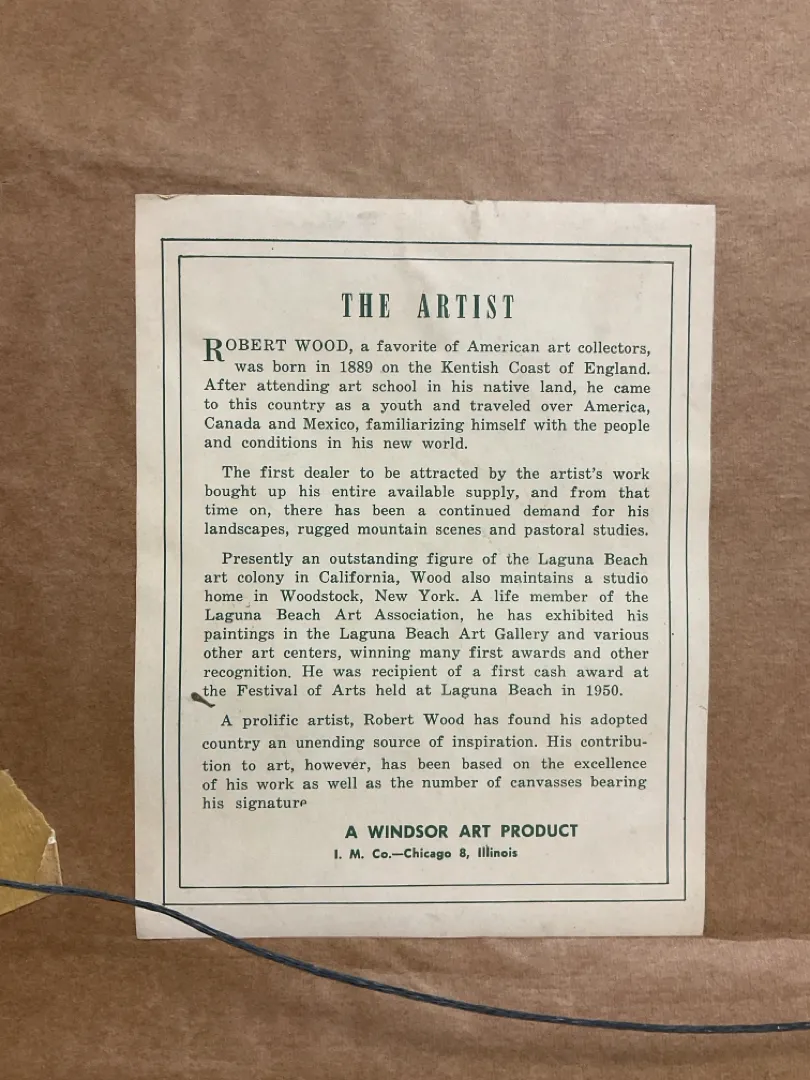 THE ARTIST
ROBERT WOOD, a favorite of American art collectors,
was born in 1889 on the Kentish Coast of England.
After attending art school in his native land, he came
to this country as a youth and traveled over America,
Canada and Mexico, familiarizing himself with the people
and conditions in his new world.
The first dealer to be attracted by the artist's work
bought up his entire available supply, and from that
time on, there has been a continued demand for his
landscapes, rugged mountain scenes and pastoral studies.
Presently an outstanding figure of the Laguna Beach
art colony in California, Wood also maintains a studio
home in Woodstock, New York. A life member of the
Laguna Beach Art Association, he has exhibited his
paintings in the Laguna Beach Art Gallery and various
other art centers, winning many first awards and other
recognition. He was recipient of a first cash award at
the Festival of Arts held at Laguna Beach in 1950.
A prolific artist, Robert Wood has found his adopted
country an unending source of inspiration. His contribu-
tion to art, however, has been based on the excellence
of his work as well as the number of canvasses bearing
his signature
A WINDSOR ART PRODUCT
I. M. Co.—Chicago 8, Illinois